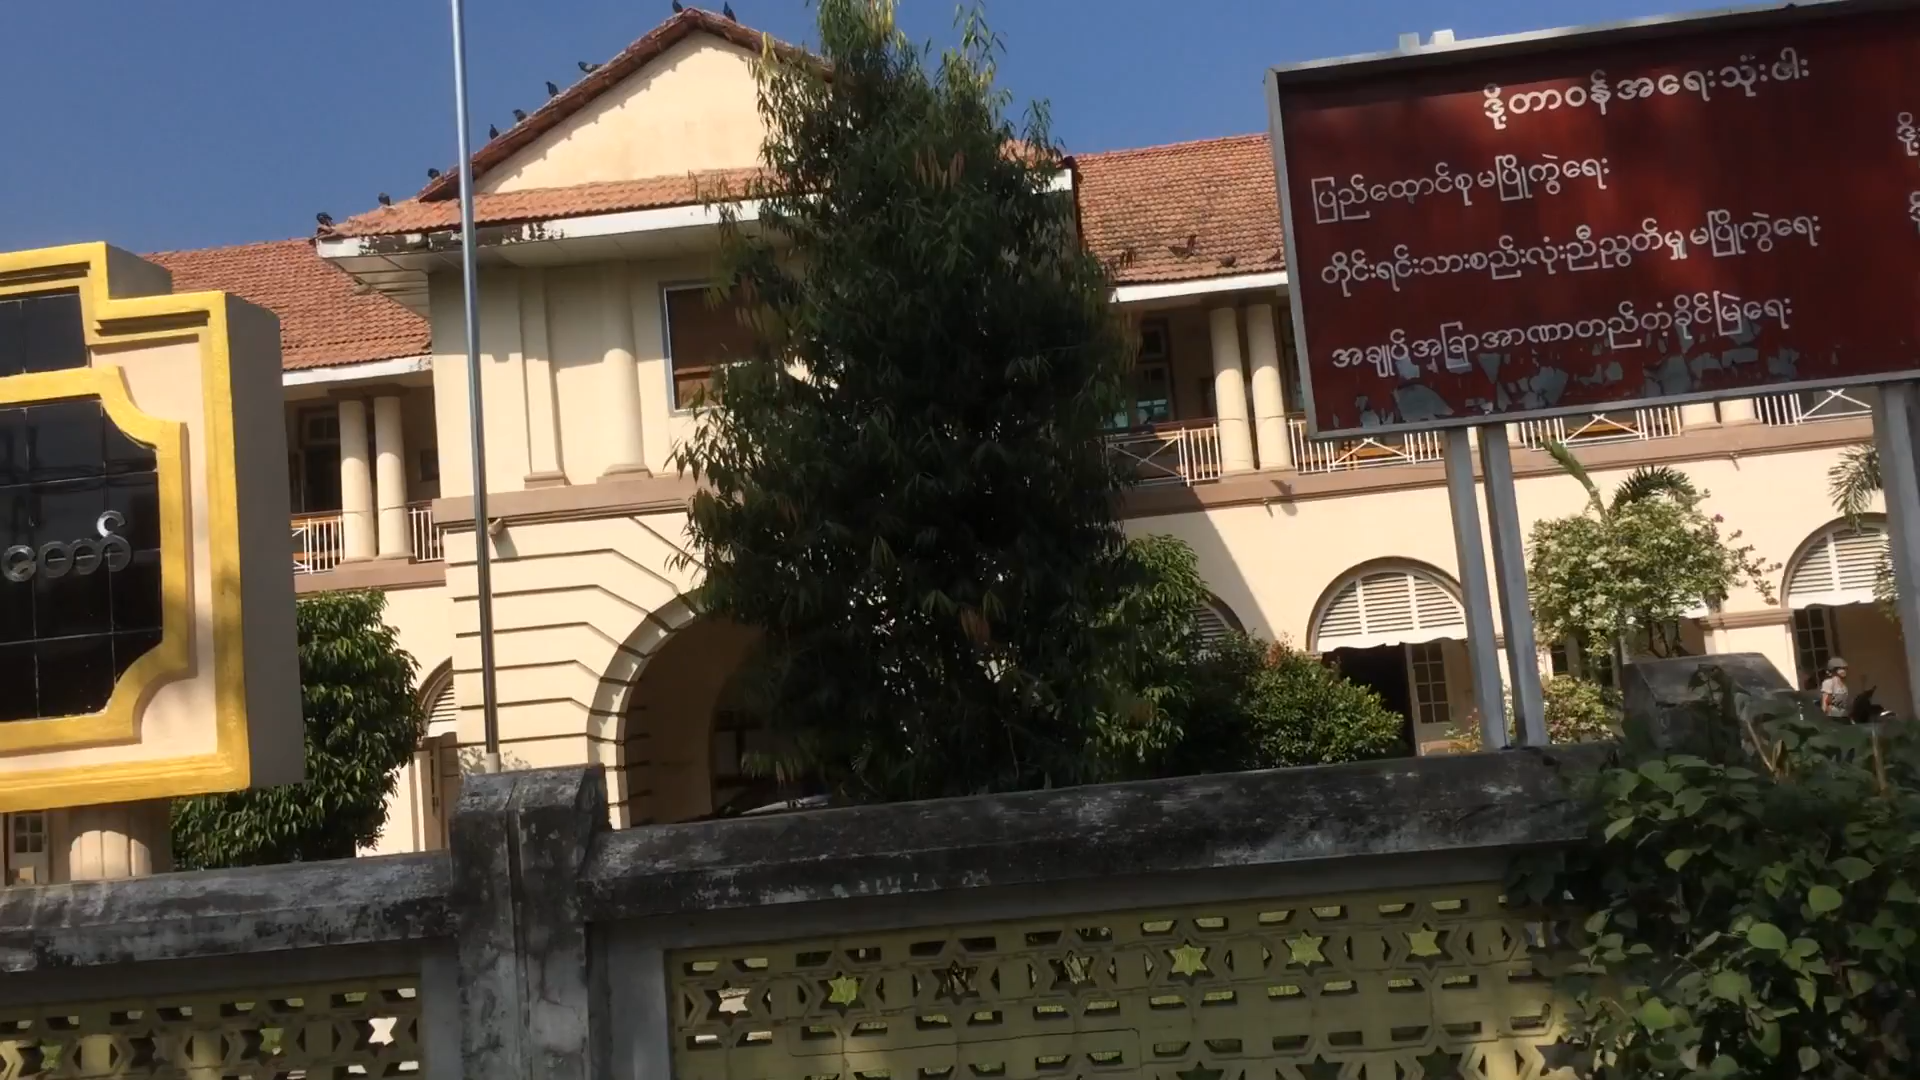 ဒို့တာဝန်အရေးသုံးပါး
ပြည်ထောင်စုမပြိုကွဲရေး
တိုင်းရင်းသားစည်းလုံးညီညွတ်မှုမပြိုကွဲရေး
အချုပ်အခြာအာဏာတည်တံ့ခိုင်မြဲရေး
တော်
ဒို့